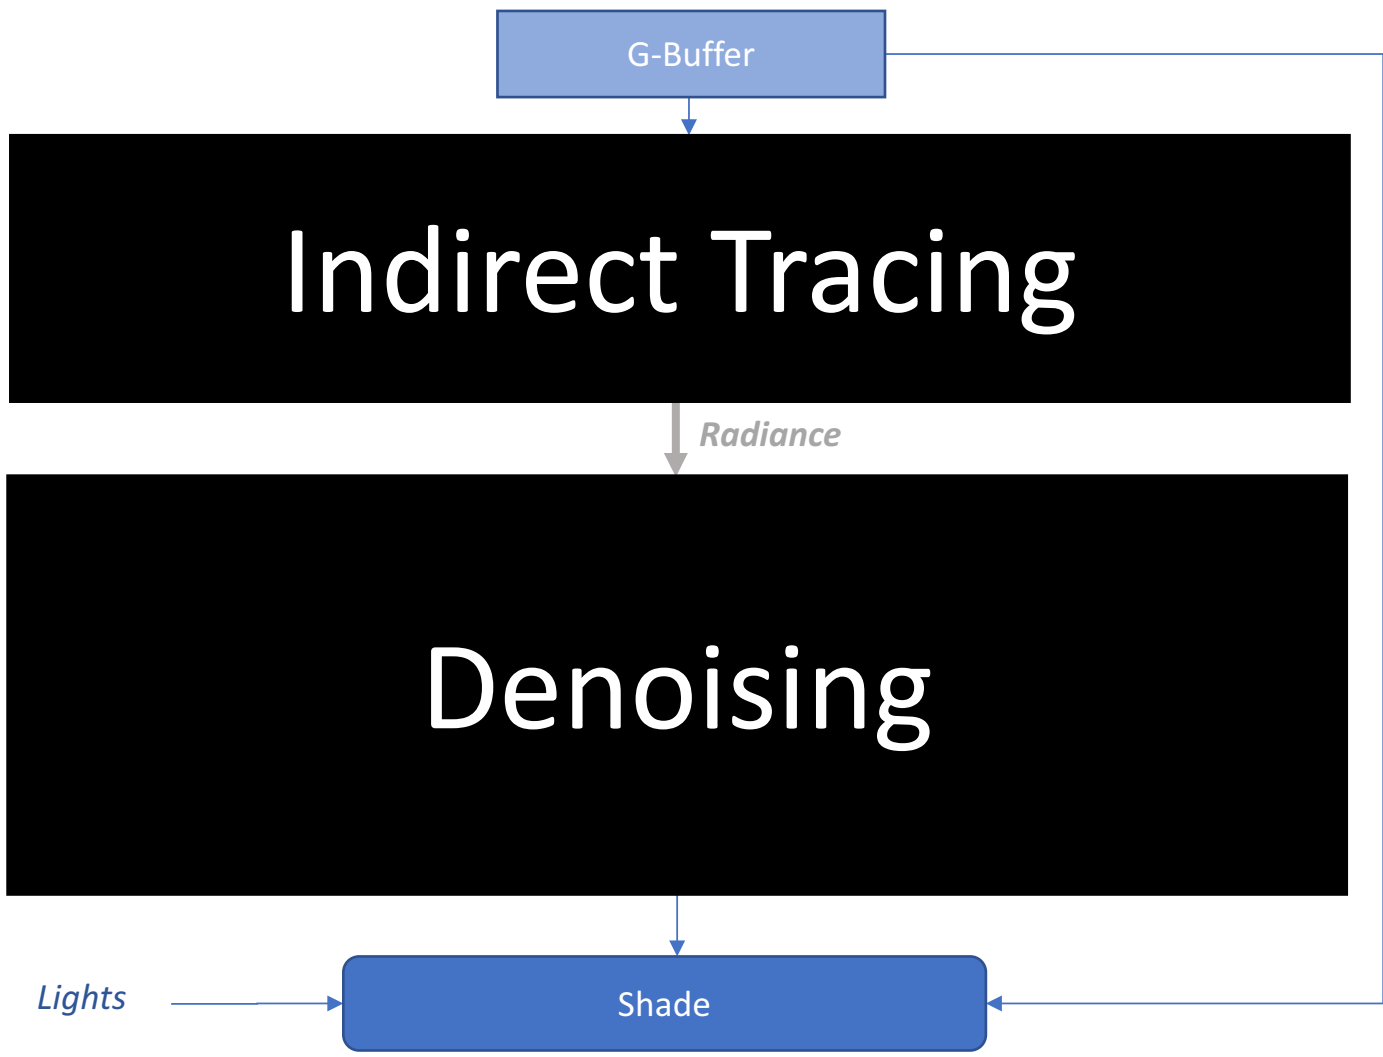 G-Buffer
Indirect Tracing
Radiance
Denoising
Lights
Shade